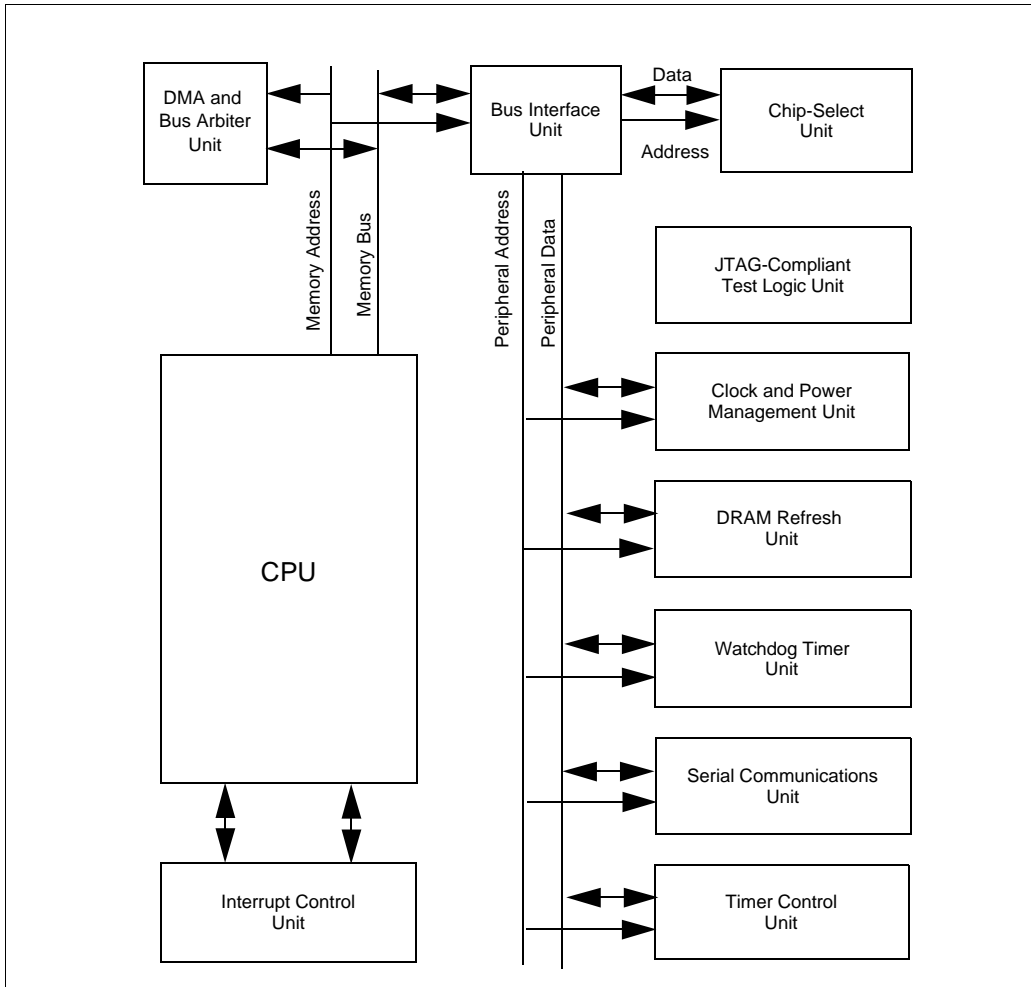 DMA and
Bus Arbiter
Unit
Bus Interface
Unit
Data
Address
Chip-Select
Unit
Memory Address
Memory Bus
Peripheral Address
Peripheral Data
JTAG-Compliant
Test Logic Unit
Clock and Power
Management Unit
DRAM Refresh
Unit
CPU
Watchdog Timer
Unit
Serial Communications
Unit
Interrupt Control
Unit
Timer Control
Unit